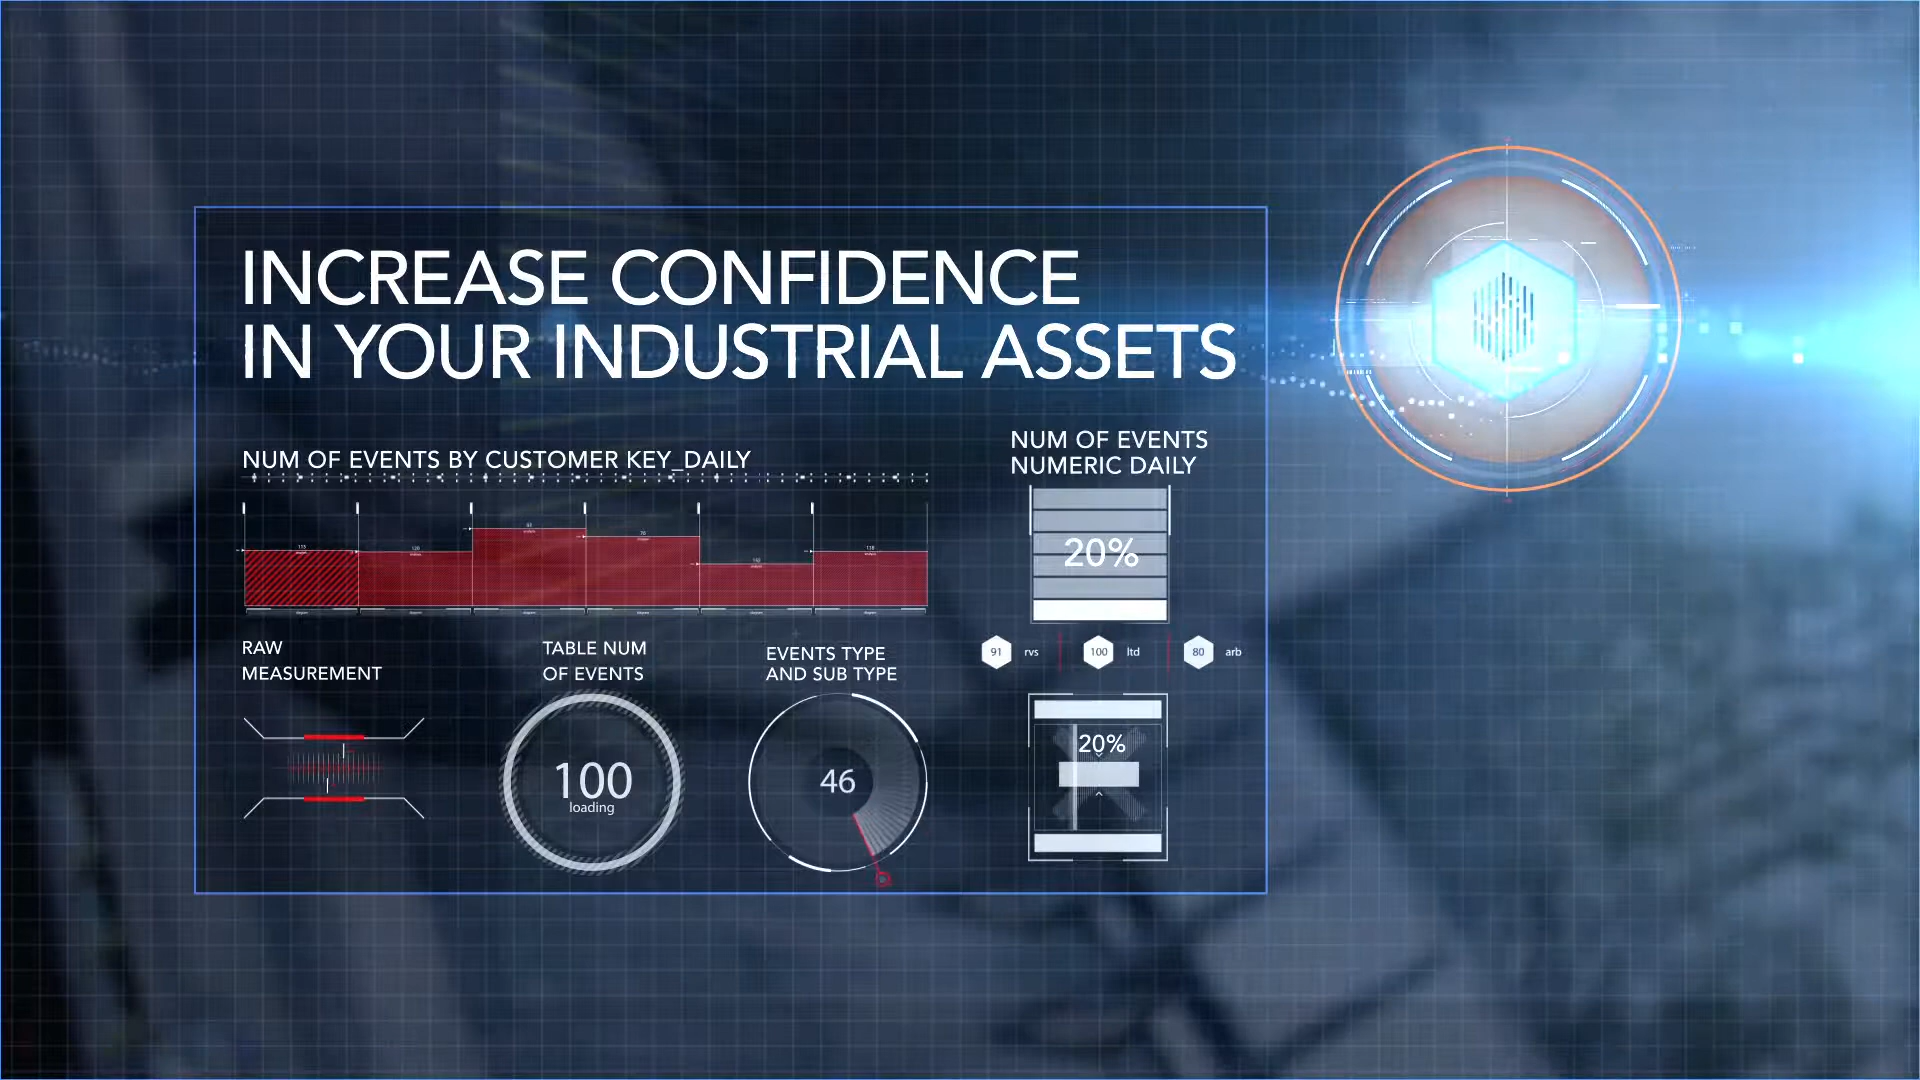 INCREASE CONFIDENCE
IN YOUR INDUSTRIAL ASSETS
NUM OF EVENTS BY CUSTOMER KEY_DAILY
NUM OF EVENTS
NUMERIC DAILY
20%
91 rvs 100 ltd 80 arb
RAW
MEASUREMENT
TABLE NUM
OF EVENTS
100
loading
EVENTS TYPE
AND SUB TYPE
46
20%